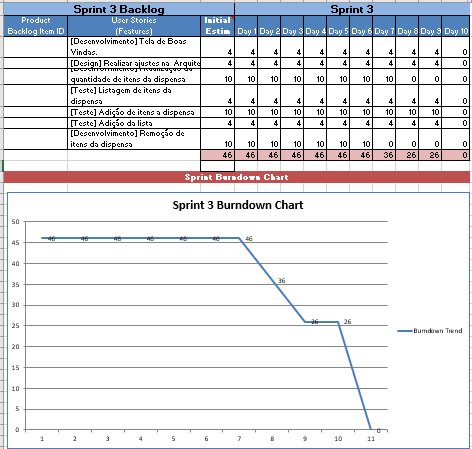 Sprint 3 Backlog Sprint 3
Product User Stories Initial
Backlog Item ID (Features) Estim Day 1 Day 2 Day 3 Day 4 Day 5 Day 6 Day 7 Day 8 Day 9 Day 10
[Desenvolvimento] Tela de Boas
Vindas. 4 4 4 4 4 4 4 4 4 4 0
[Design] Realizar ajustes na Arquite 4 4 4 4 4 4 4 4 4 4 0
quantidade de itens da dispensa 10 10 10 10 10 10 10 10 0 0 0
[Teste] Listagem de itens da
dispensa 4 4 4 4 4 4 4 4 4 4 0
[Teste] Adição de itens a dispensa 10 10 10 10 10 10 10 10 10 10 0
[Teste] Adição da lista 4 4 4 4 4 4 4 4 4 4 0
[Desenvolvimento] Remoção de
itens da dispensa 10 10 10 10 10 10 10 0 0 0 0
46 46 46 46 46 46 46 36 26 26 0
Sprint Burndown Chart
Sprint 3 Burndown Chart
50
45
46 46 46 46 46 46 46
40
35
36
30
25
26 26
20
15
10
5
0
0
1 2 3 4 5 6 7 8 9 10 11
Burndown Trend